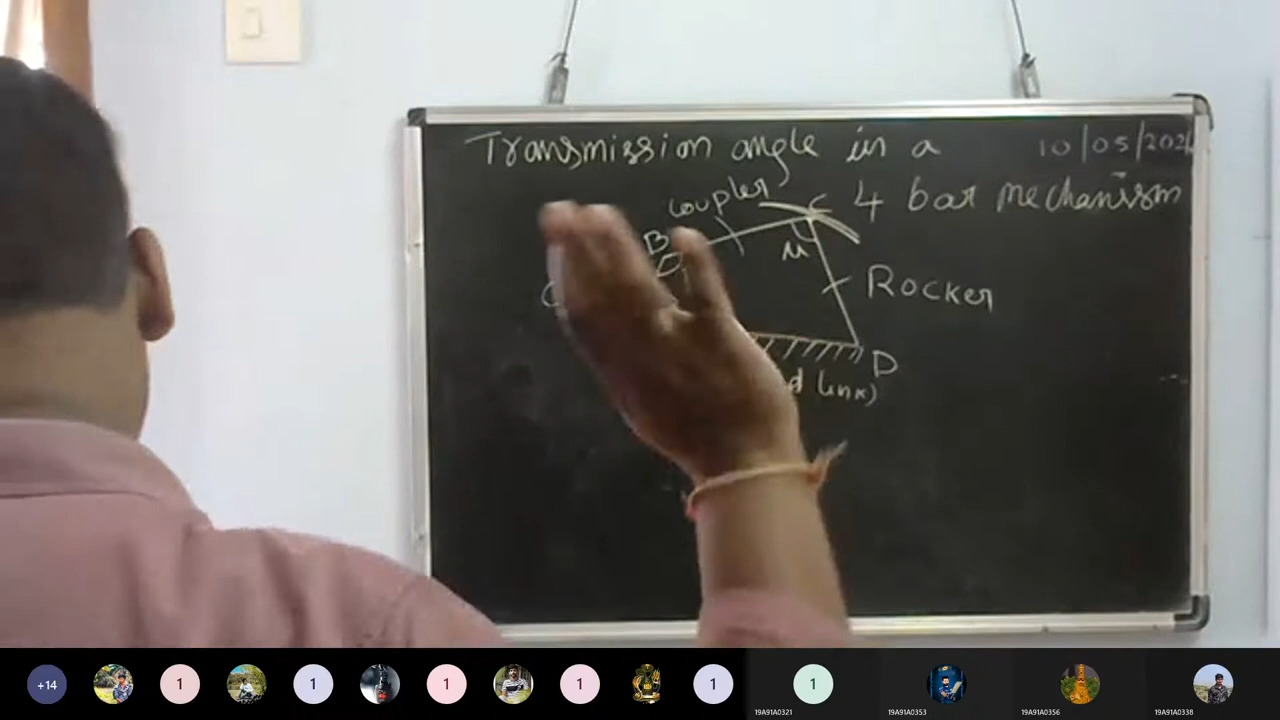 Transmission angle in a
10/05/202
4 bar mechanism
coupler
C
B
μ
Rocker
D
d link)
+14
1
1
1
1
1
1
19A91A0321
19A91A0353
19A91A0356
19A91A0338